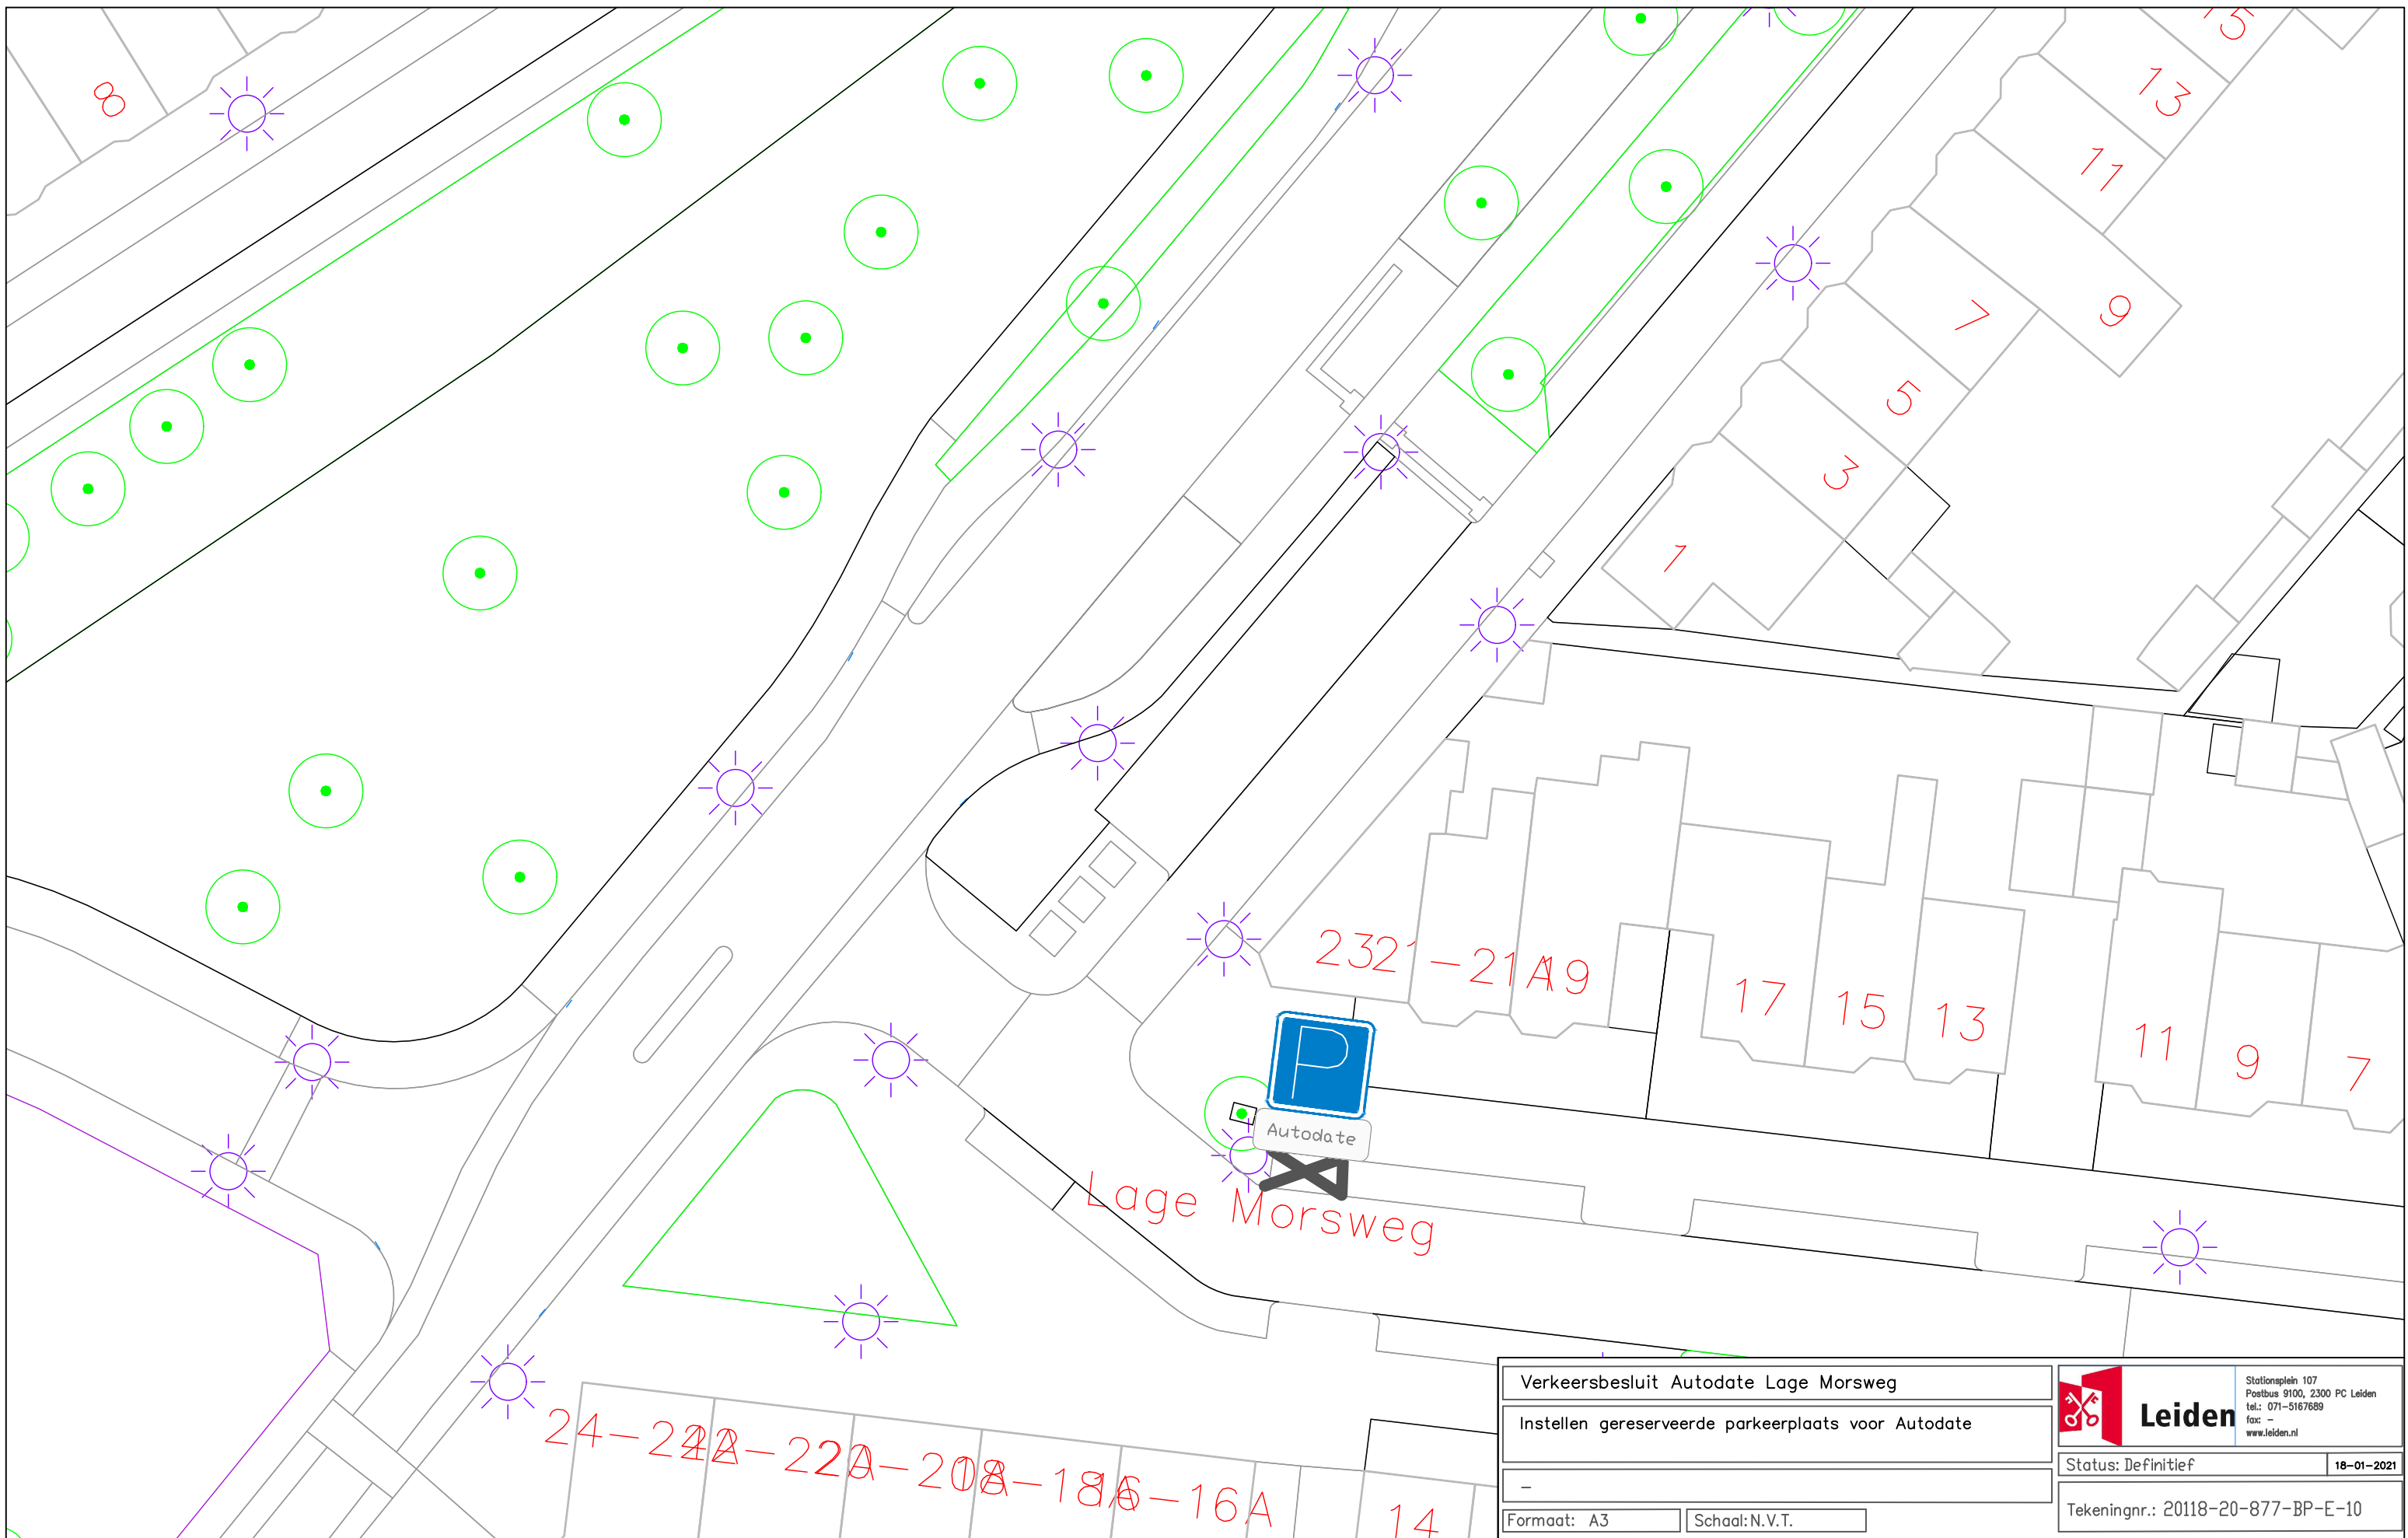 8
15
13
11
9
7
5
3
1
23 21-21A 19
17
15
13
11
9
7
P
Autodate
Lage Morsweg
24-24A 22-22A 20-20A 18-18A 16-16A
14
Verkeersbesluit Autodate Lage Morsweg
Instellen gereserveerde parkeerplaats voor Autodate
-
Formaat: A3
Schaal: N.V.T.
Leiden
Stationsplein 107
Postbus 9100, 2300 PC Leiden
tel.: 071-5167689
fax: -
www.leiden.nl
Status: Definitief
18-01-2021
Tekeningnr.: 20118-20-877-BP-E-10